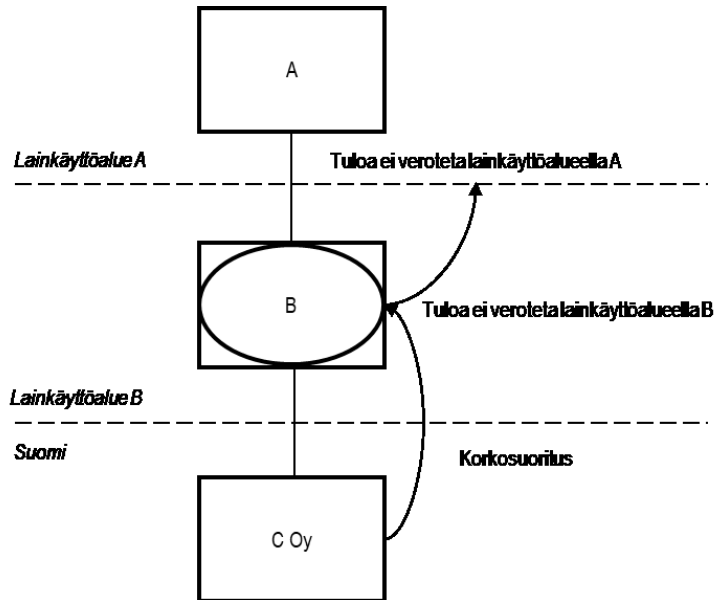 A
Lainkäyttöalue A
Tuloa ei veroteta lainkäyttöalueella A
B
Tuloa ei veroteta lainkäyttöalueella B
Lainkäyttöalue B
Suomi
Korkosuoritus
C Oy